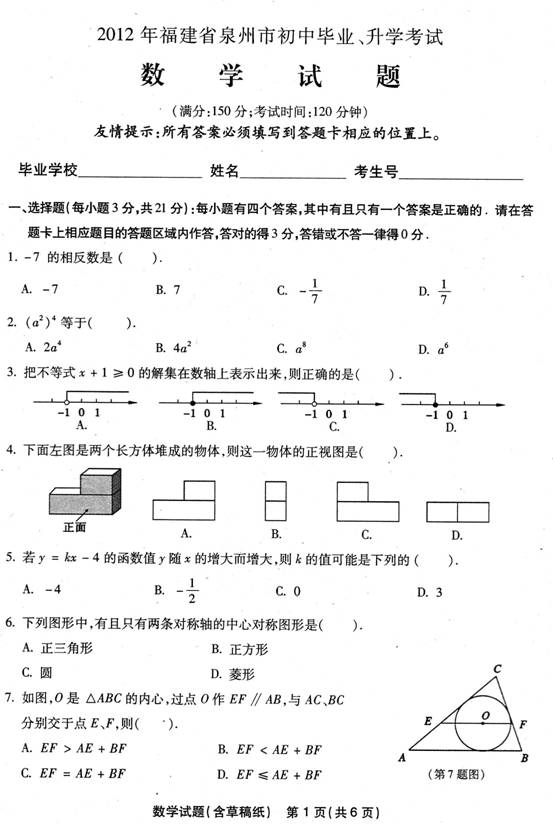 2012年福建省泉州市初中毕业、升学考试
数 学 试 题
(满分:150分;考试时间:120分钟)
友情提示:所有答案必须填写到答题卡相应的位置上。
毕业学校____________ 姓名____________ 考生号____________
一、选择题(每小题3分,共21分):每小题有四个答案,其中有且只有一个答案是正确的.请在答
题卡上相应题目的答题区域内作答,答对的得3分,答错或不答一律得0分.
1. -7 的相反数是( ).
A. -7 B. 7 C. -1/7 D. 1/7
2. (a²)⁴ 等于( ).
A. 2a⁴ B. 4a² C. a⁸ D. a⁶
3. 把不等式 x + 1 ≥ 0 的解集在数轴上表示出来,则正确的是( ).
-1 0 1 -1 0 1 -1 0 1 -1 0 1
A. B. C. D.
4. 下面左图是两个长方体堆成的物体,则这一物体的正视图是( ).
正面
A. B. C. D.
5. 若 y = kx - 4 的函数值 y 随 x 的增大而增大,则 k 的值可能是下列的( ).
A. -4 B. -1/2 C. 0 D. 3
6. 下列图形中,有且只有两条对称轴的中心对称图形是( ).
A. 正三角形 B. 正方形
C. 圆 D. 菱形
7. 如图,O 是 △ABC 的内心,过点 O 作 EF ∥ AB,与 AC、BC
分别交于点 E、F,则( ).
A. EF > AE + BF B. EF < AE + BF
C. EF = AE + BF D. EF ≤ AE + BF
C
E O F
A B
(第7题图)
数学试题(含草稿纸) 第1页(共6页)